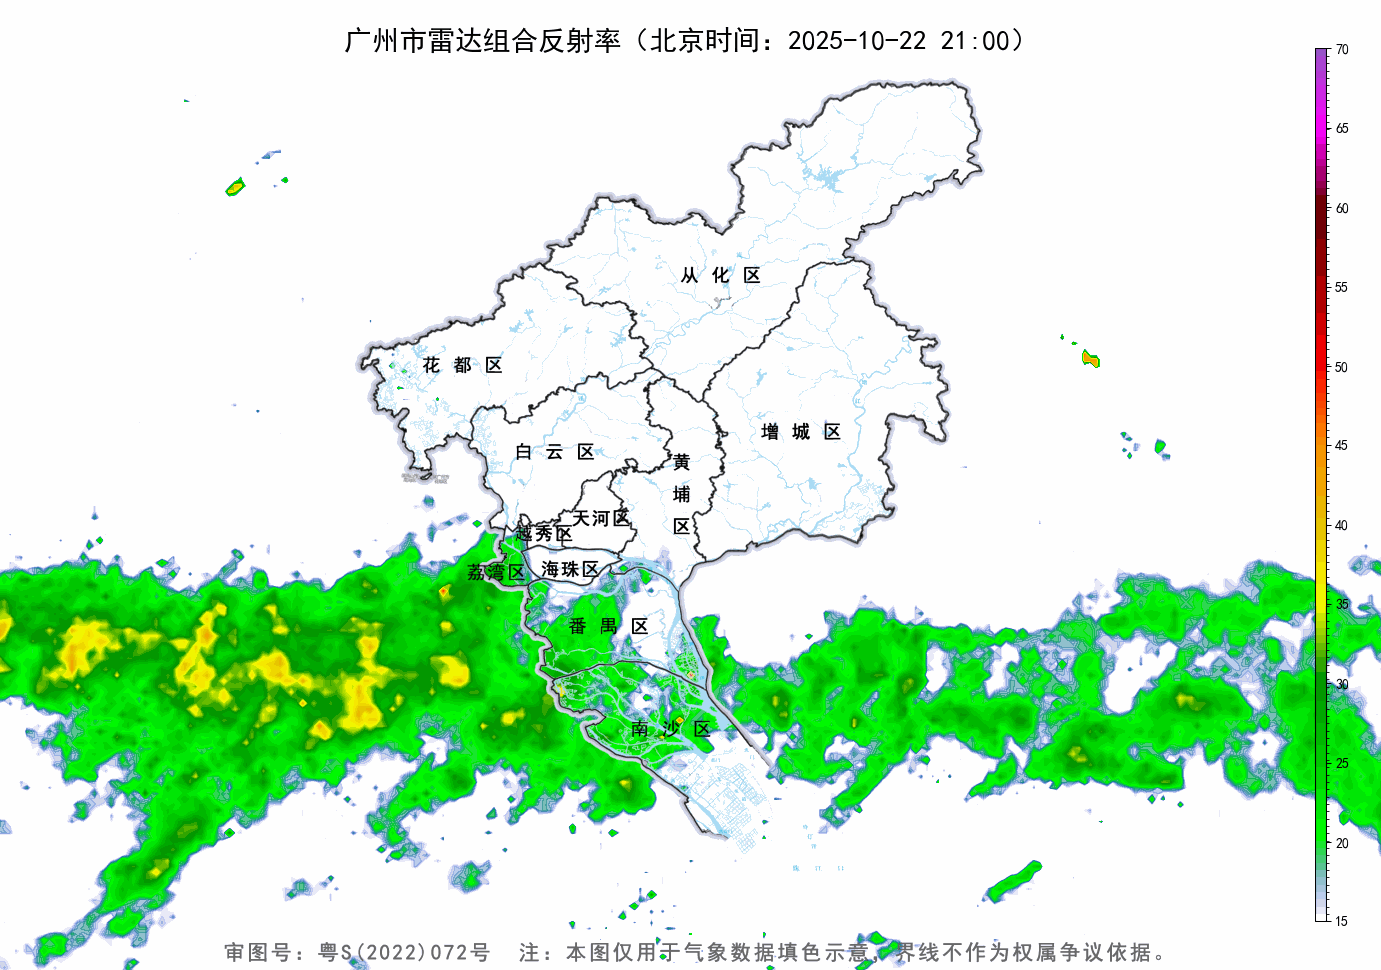 广州市雷达组合反射率（北京时间：2025-10-22 21:00）
70
65
60
55
50
45
40
35
30
25
20
15
从化区
花都区
增城区
白云区
黄埔区
天河区
越秀区
荔湾区
海珠区
番禺区
南沙区
审图号：粤S(2022)072号 注：本图仅用于气象数据填色示意，界线不作为权属争议依据。